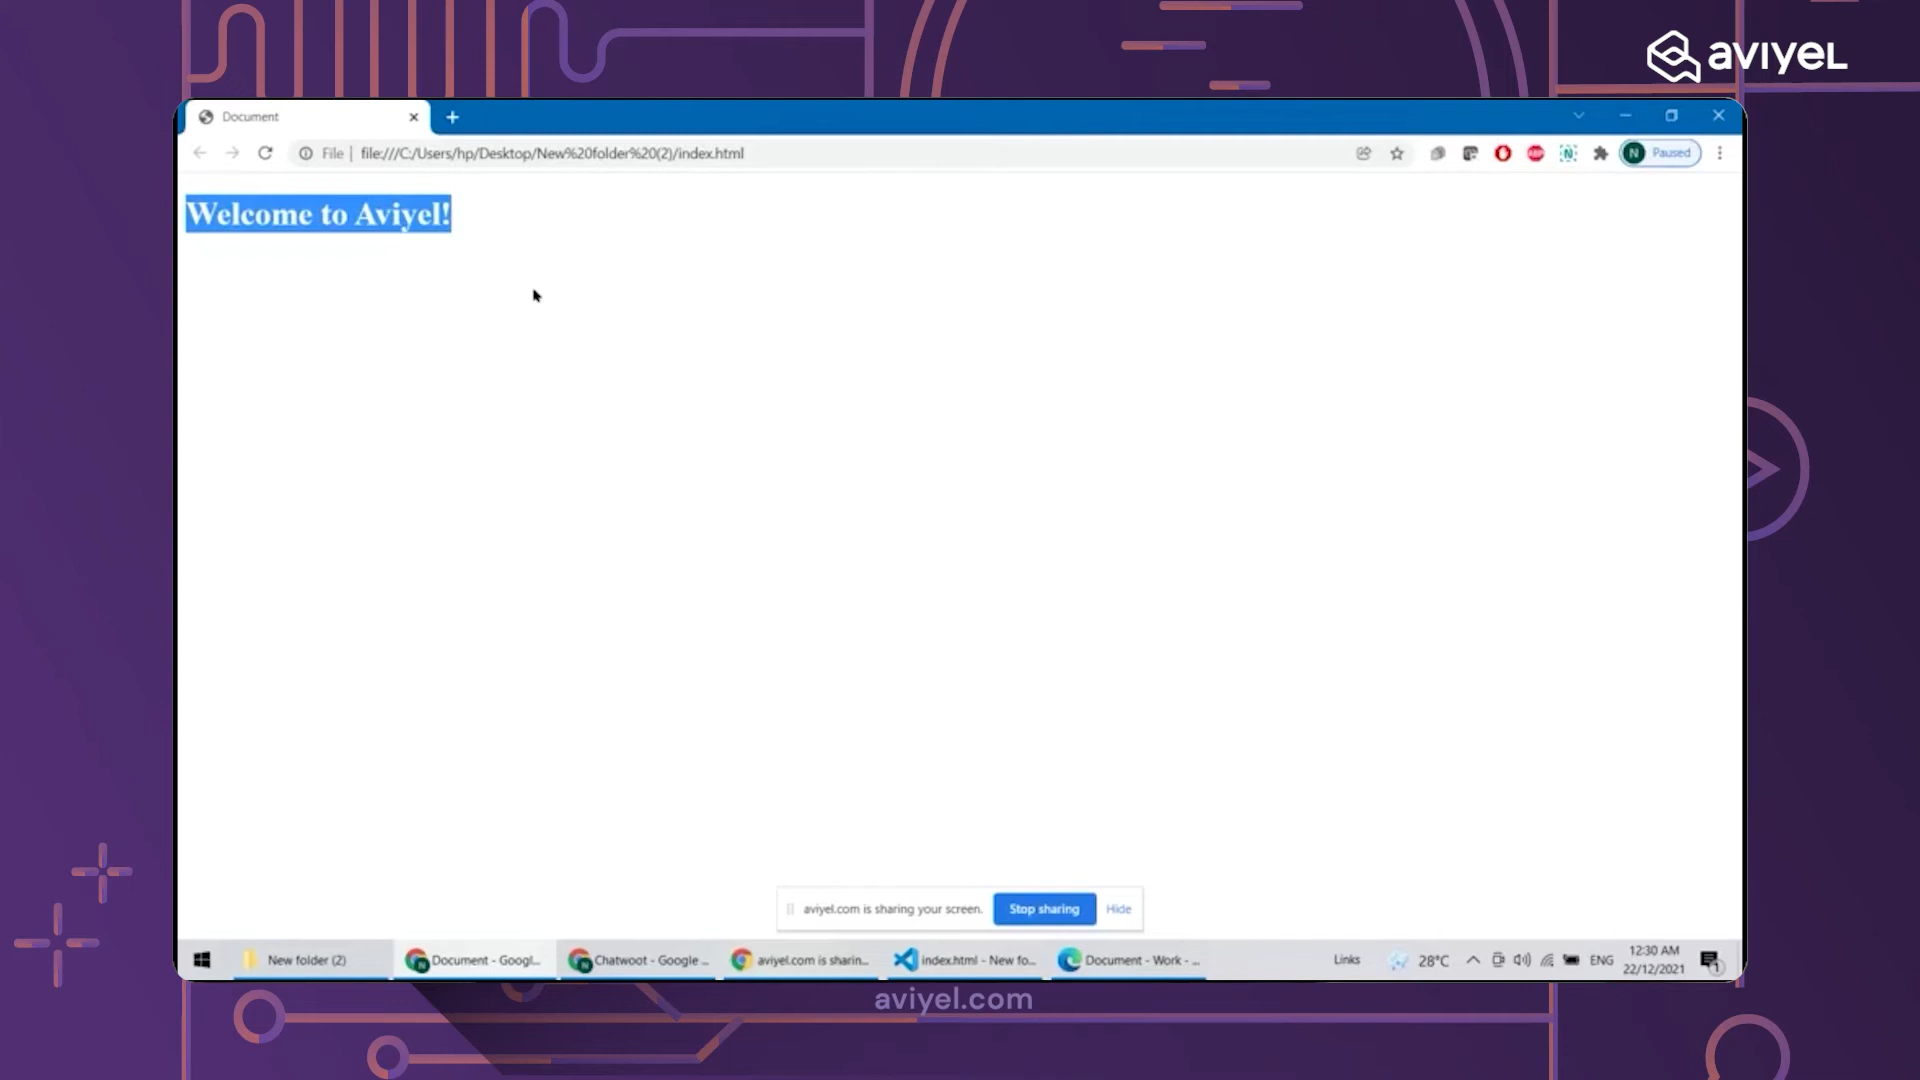 aviyel
Document
File | file:///C:/Users/hp/Desktop/New%20folder%20(2)/index.html
N Paused
Welcome to Aviyel!
aviyel.com is sharing your screen. Stop sharing Hide
New folder (2)
Document - Googl...
Chatwoot - Google ...
aviyel.com is sharin...
index.html - New fo...
Document - Work - ...
Links
28°C
ENG
12:30 AM
22/12/2021
1
aviyel.com